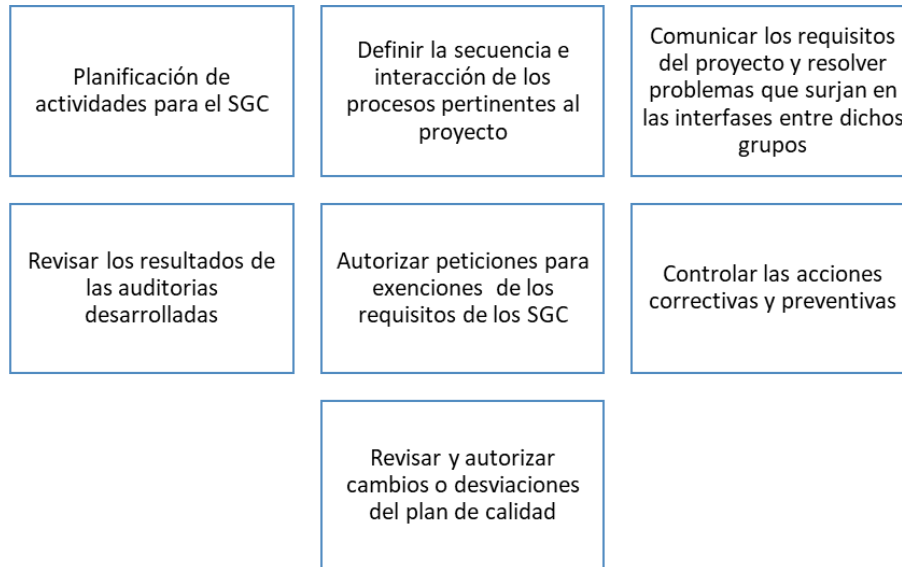 Planificación de
actividades para el SGC
Definir la secuencia e
interacción de los
procesos pertinentes al
proyecto
Comunicar los requisitos
del proyecto y resolver
problemas que surjan en
las interfases entre dichos
grupos
Revisar los resultados de
las auditorias
desarrolladas
Autorizar peticiones para
exenciones de los
requisitos de los SGC
Controlar las acciones
correctivas y preventivas
Revisar y autorizar
cambios o desviaciones
del plan de calidad